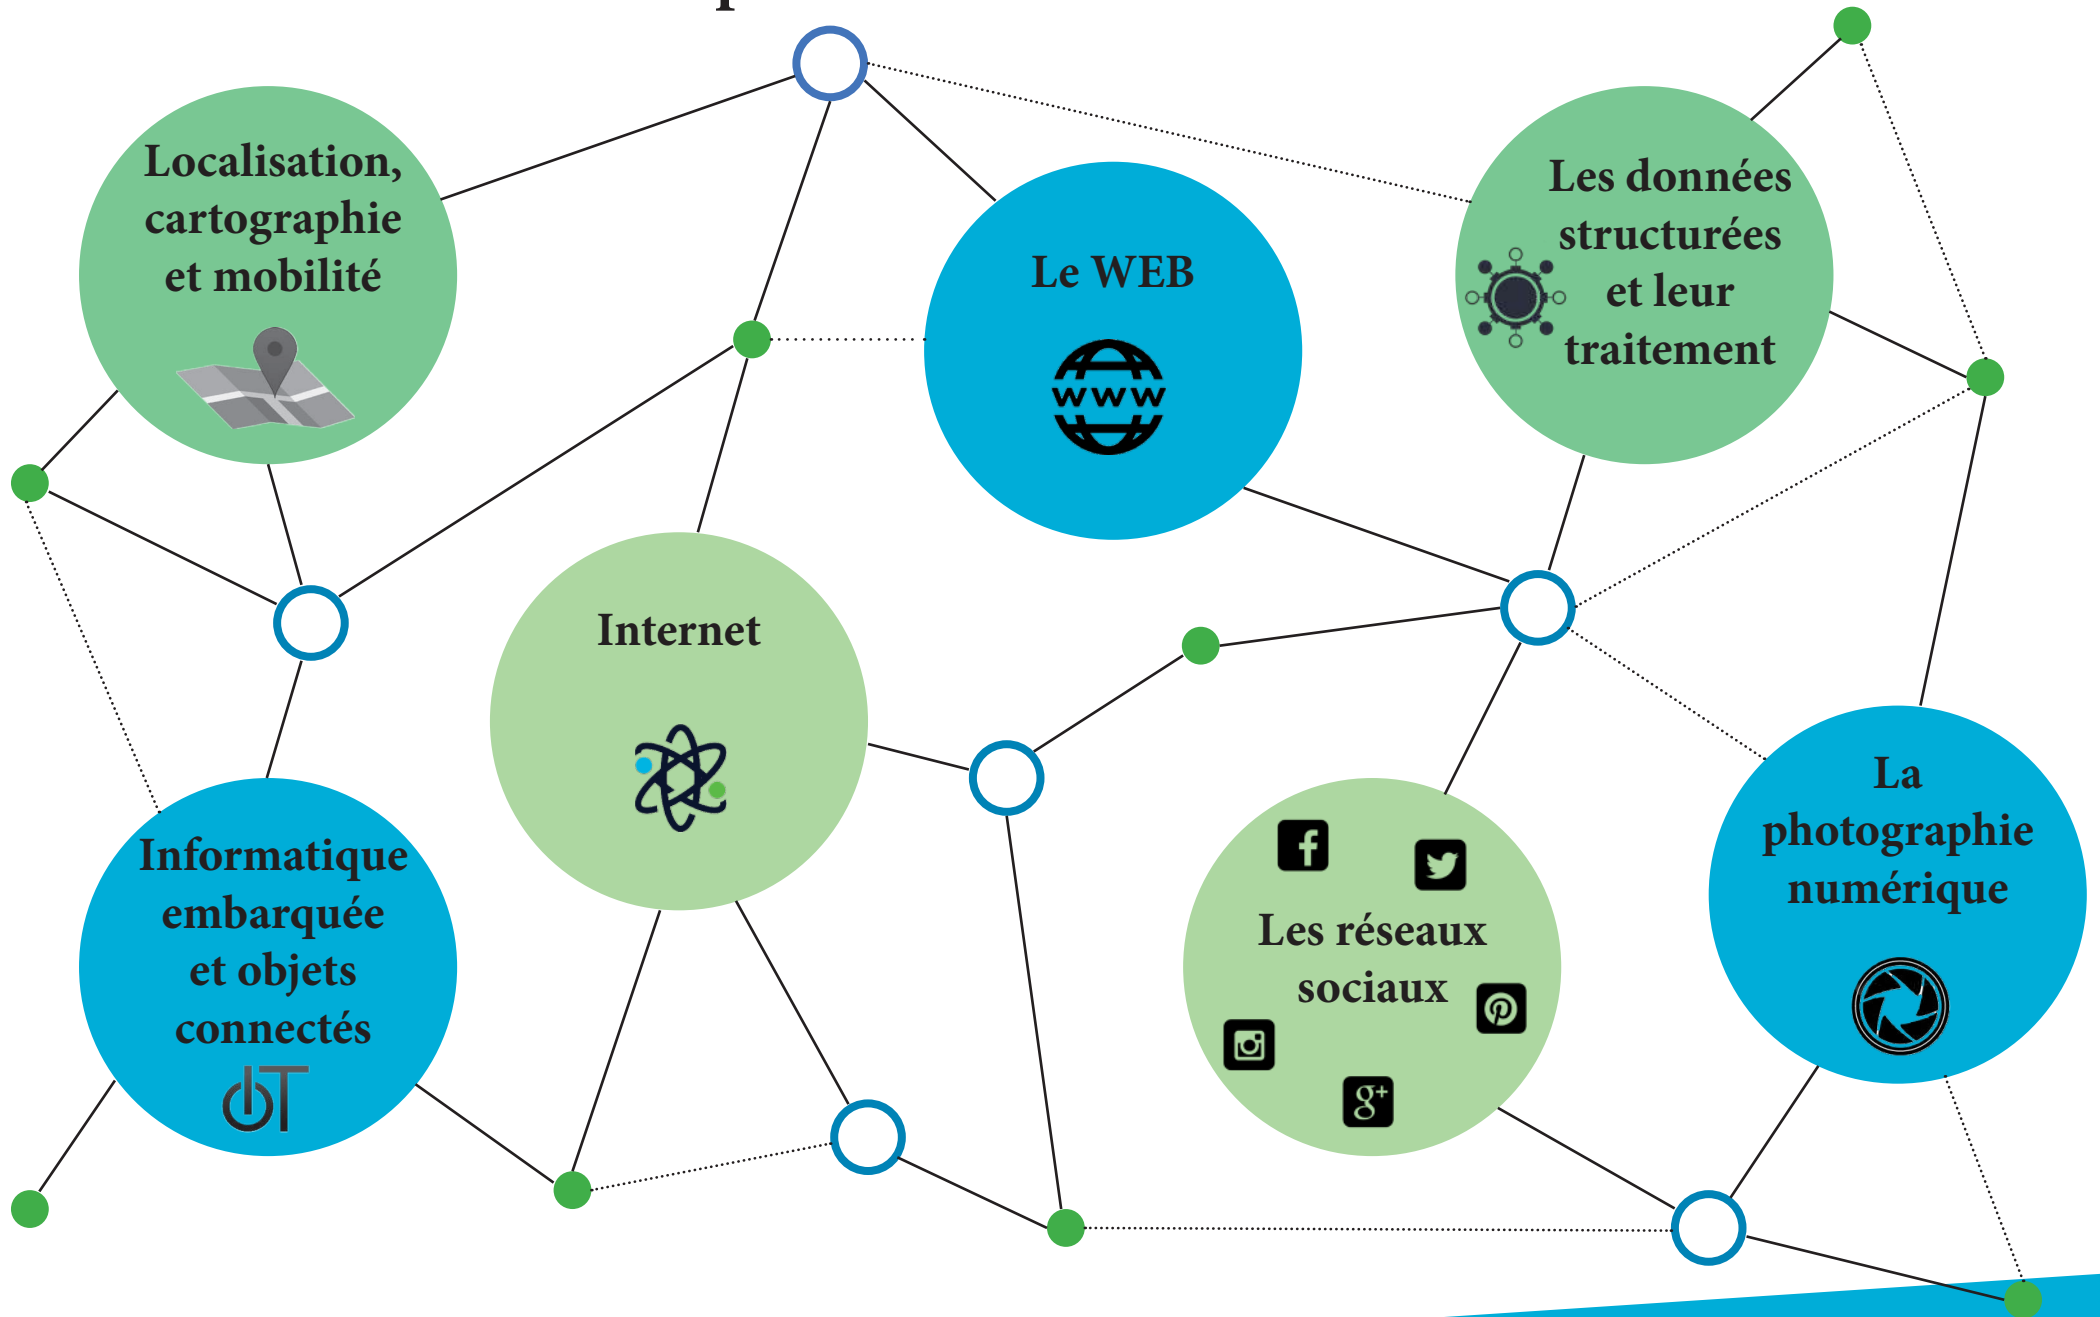 Localisation,
cartographie
et mobilité
Le WEB
www
Les données
structurées
et leur
traitement
Internet
Informatique
embarquée
et objets
connectés
Les réseaux
sociaux
g+
La
photographie
numérique